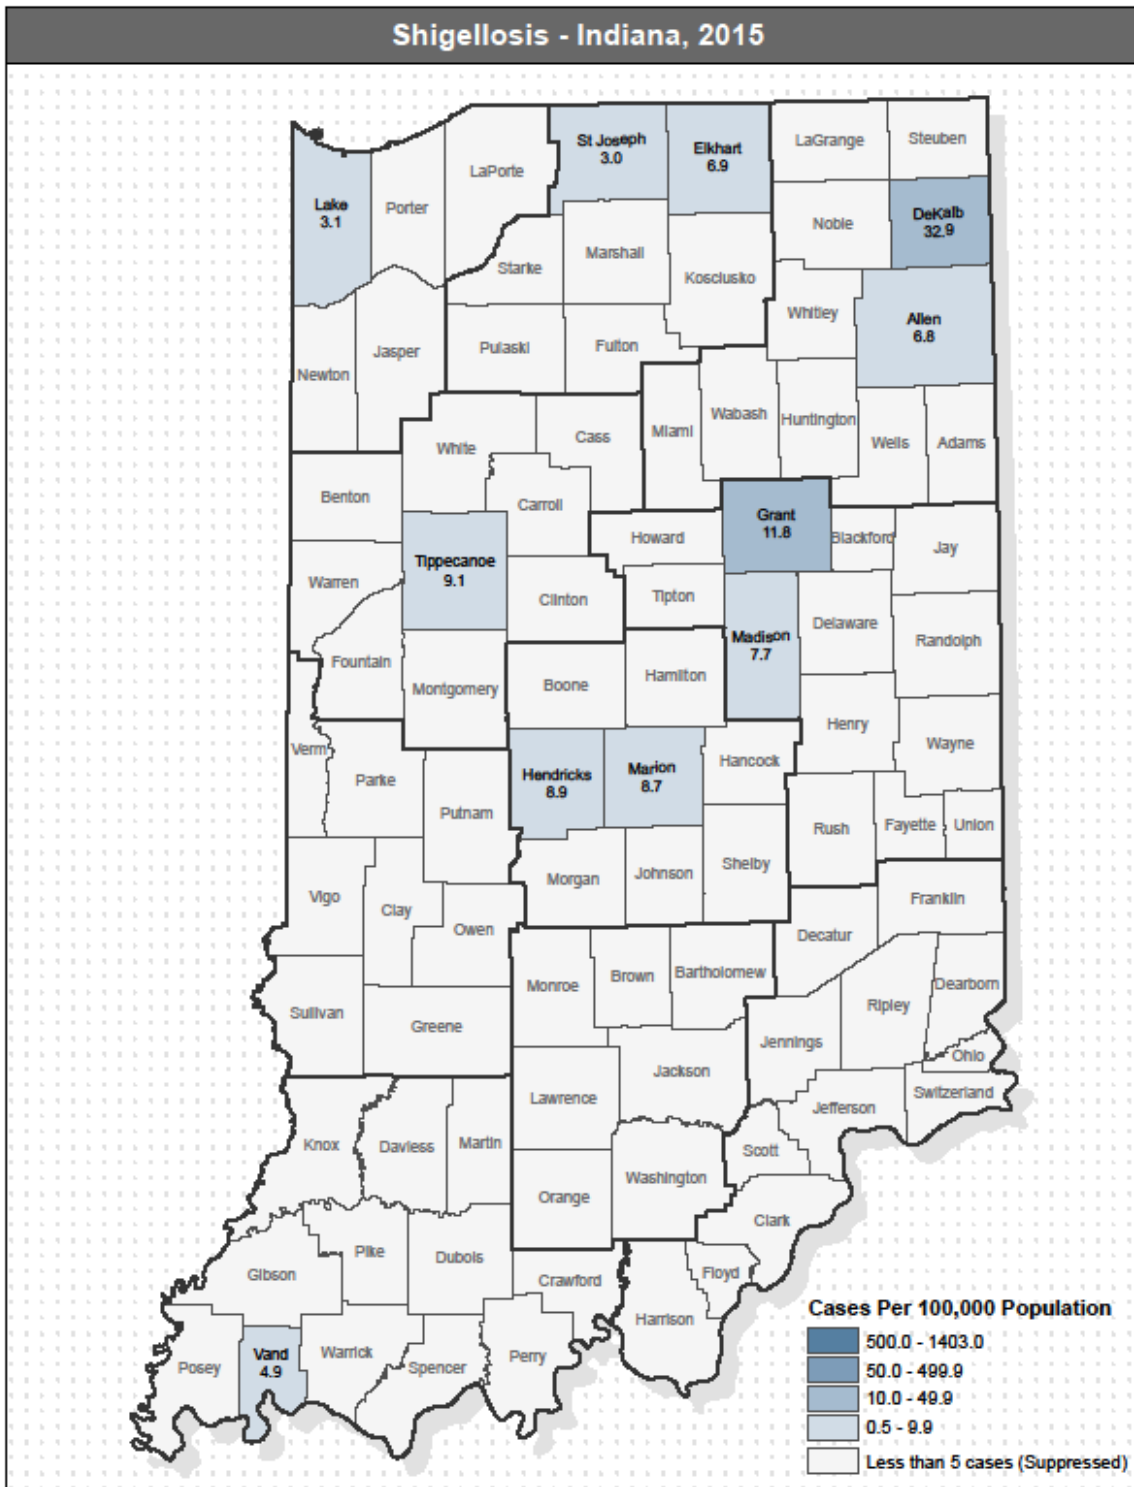 Shigellosis - Indiana, 2015
LaGrange
Steuben
St Joseph
3.0
Elkhart
6.9
LaPorte
Lake
3.1
Porter
Noble
DeKalb
32.9
Starke
Marshall
Kosciusko
Whitley
Allen
6.8
Newton
Jasper
Pulaski
Fulton
Miami
Wabash
Huntington
Wells
Adams
White
Cass
Benton
Carroll
Howard
Grant
11.8
Blackford
Jay
Warren
Tippecanoe
9.1
Clinton
Tipton
Madison
7.7
Delaware
Randolph
Fountain
Montgomery
Boone
Hamilton
Henry
Wayne
Verm
Parke
Putnam
Hendricks
8.9
Marion
8.7
Hancock
Rush
Fayette
Union
Vigo
Clay
Owen
Morgan
Johnson
Shelby
Franklin
Decatur
Sullivan
Greene
Monroe
Brown
Bartholomew
Ripley
Dearborn
Jennings
Ohio
Switzerland
Jefferson
Jackson
Lawrence
Knox
Daviess
Martin
Orange
Washington
Scott
Clark
Gibson
Pike
Dubois
Crawford
Floyd
Harrison
Posey
Vand
4.9
Warrick
Spencer
Perry
Cases Per 100,000 Population
500.0 - 1403.0
50.0 - 499.9
10.0 - 49.9
0.5 - 9.9
Less than 5 cases (Suppressed)